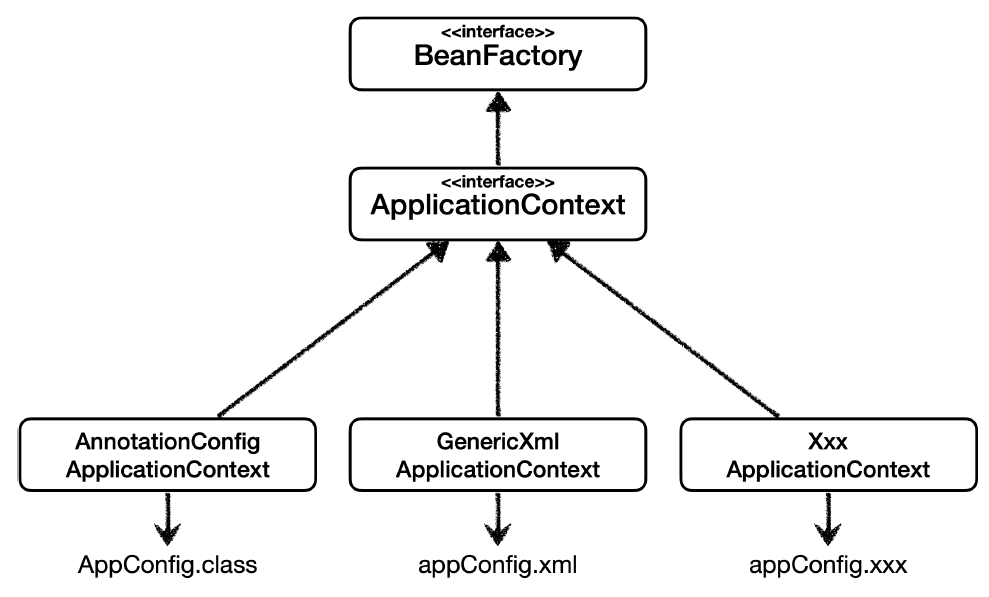 <<interface>>
BeanFactory
<<interface>>
ApplicationContext
AnnotationConfig
ApplicationContext
GenericXml
ApplicationContext
Xxx
ApplicationContext
AppConfig.class
appConfig.xml
appConfig.xxx